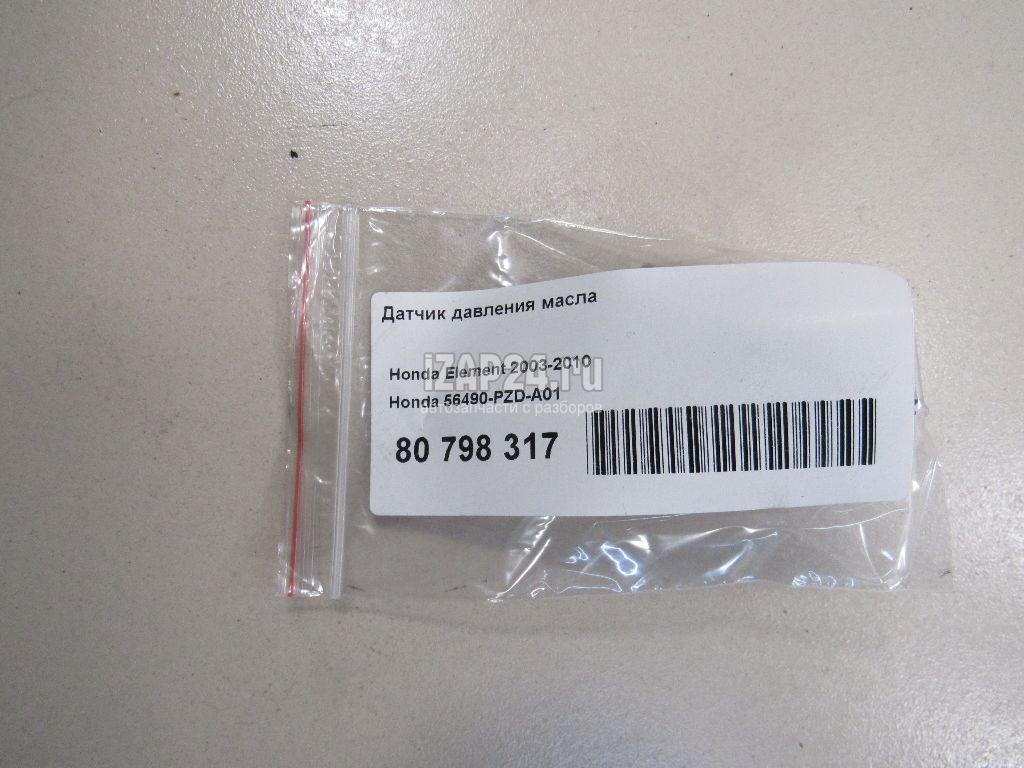 Датчик давления масла
Honda Element 2003-2010
iZAP24.ru
Honda 56490-PZD-A01
автозапчасти с разборов
80 798 317